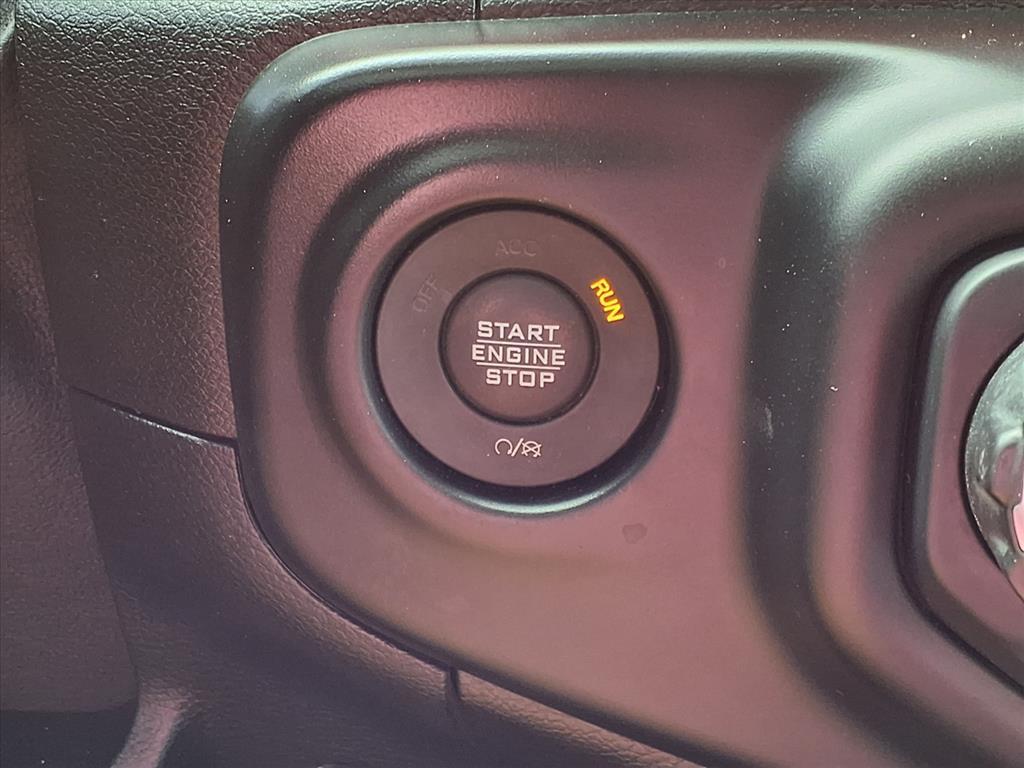 ACC
OFF
RUN
START
ENGINE
STOP